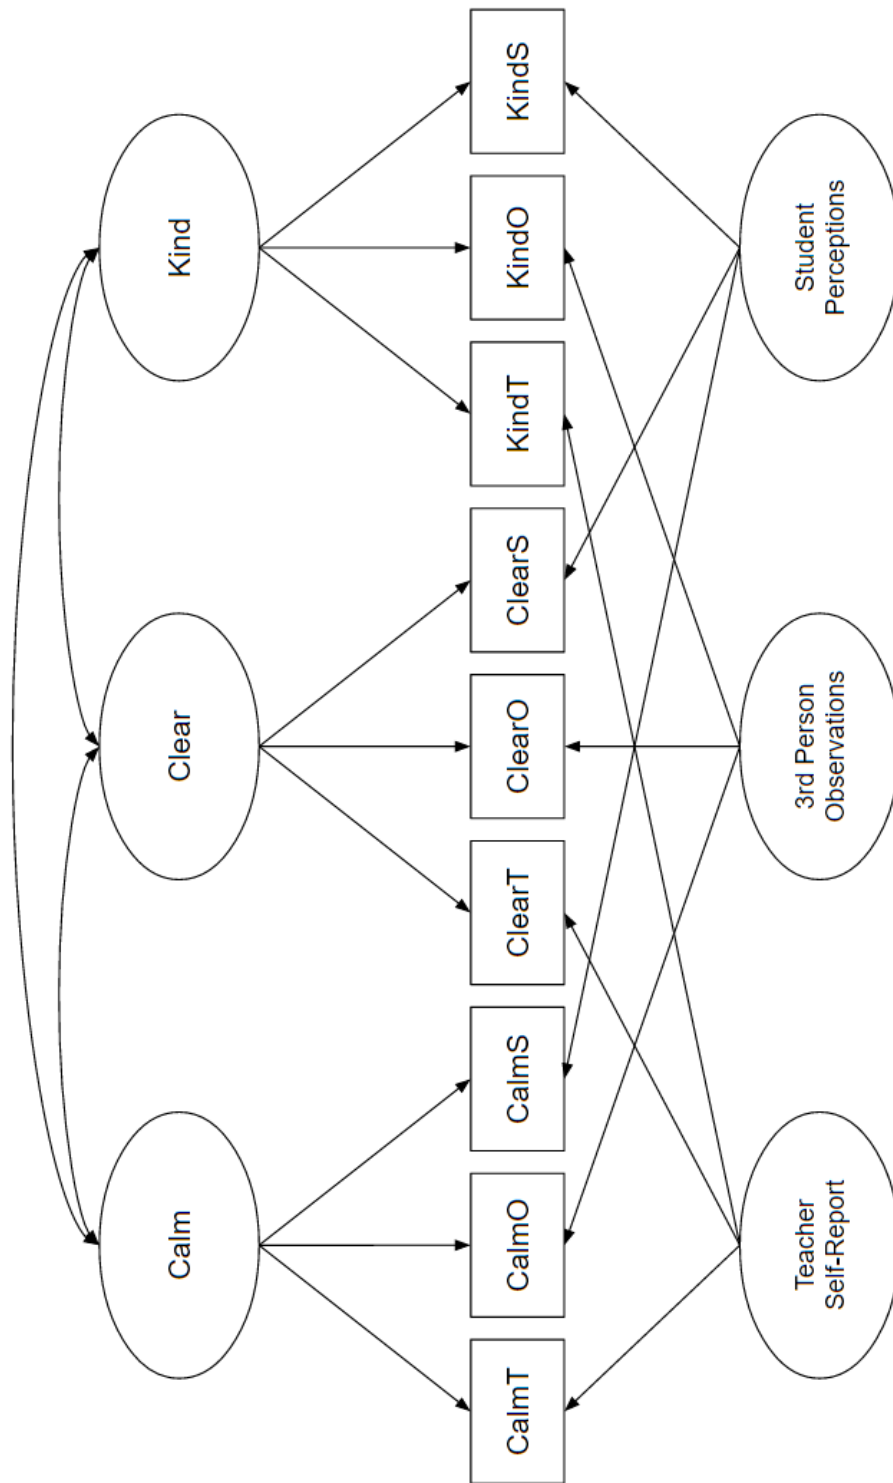 Calm
Clear
Kind
CalmT
CalmO
CalmS
ClearT
ClearO
ClearS
KindT
KindO
KindS
Teacher
Self-Report
3rd Person
Observations
Student
Perceptions